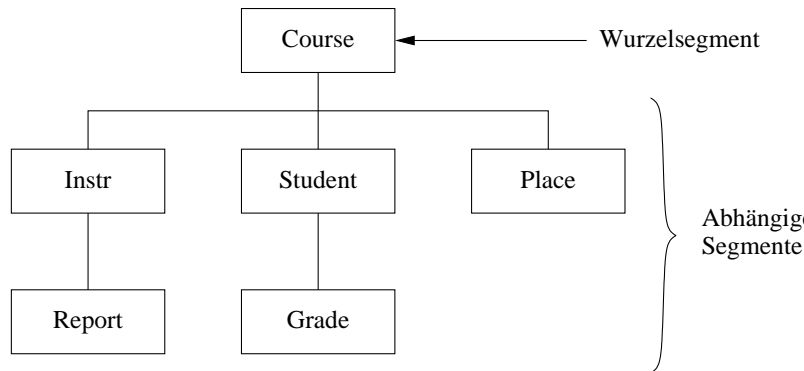 Course
Wurzelsegment
Instr
Student
Place
Abhängige
Segmente
Report
Grade